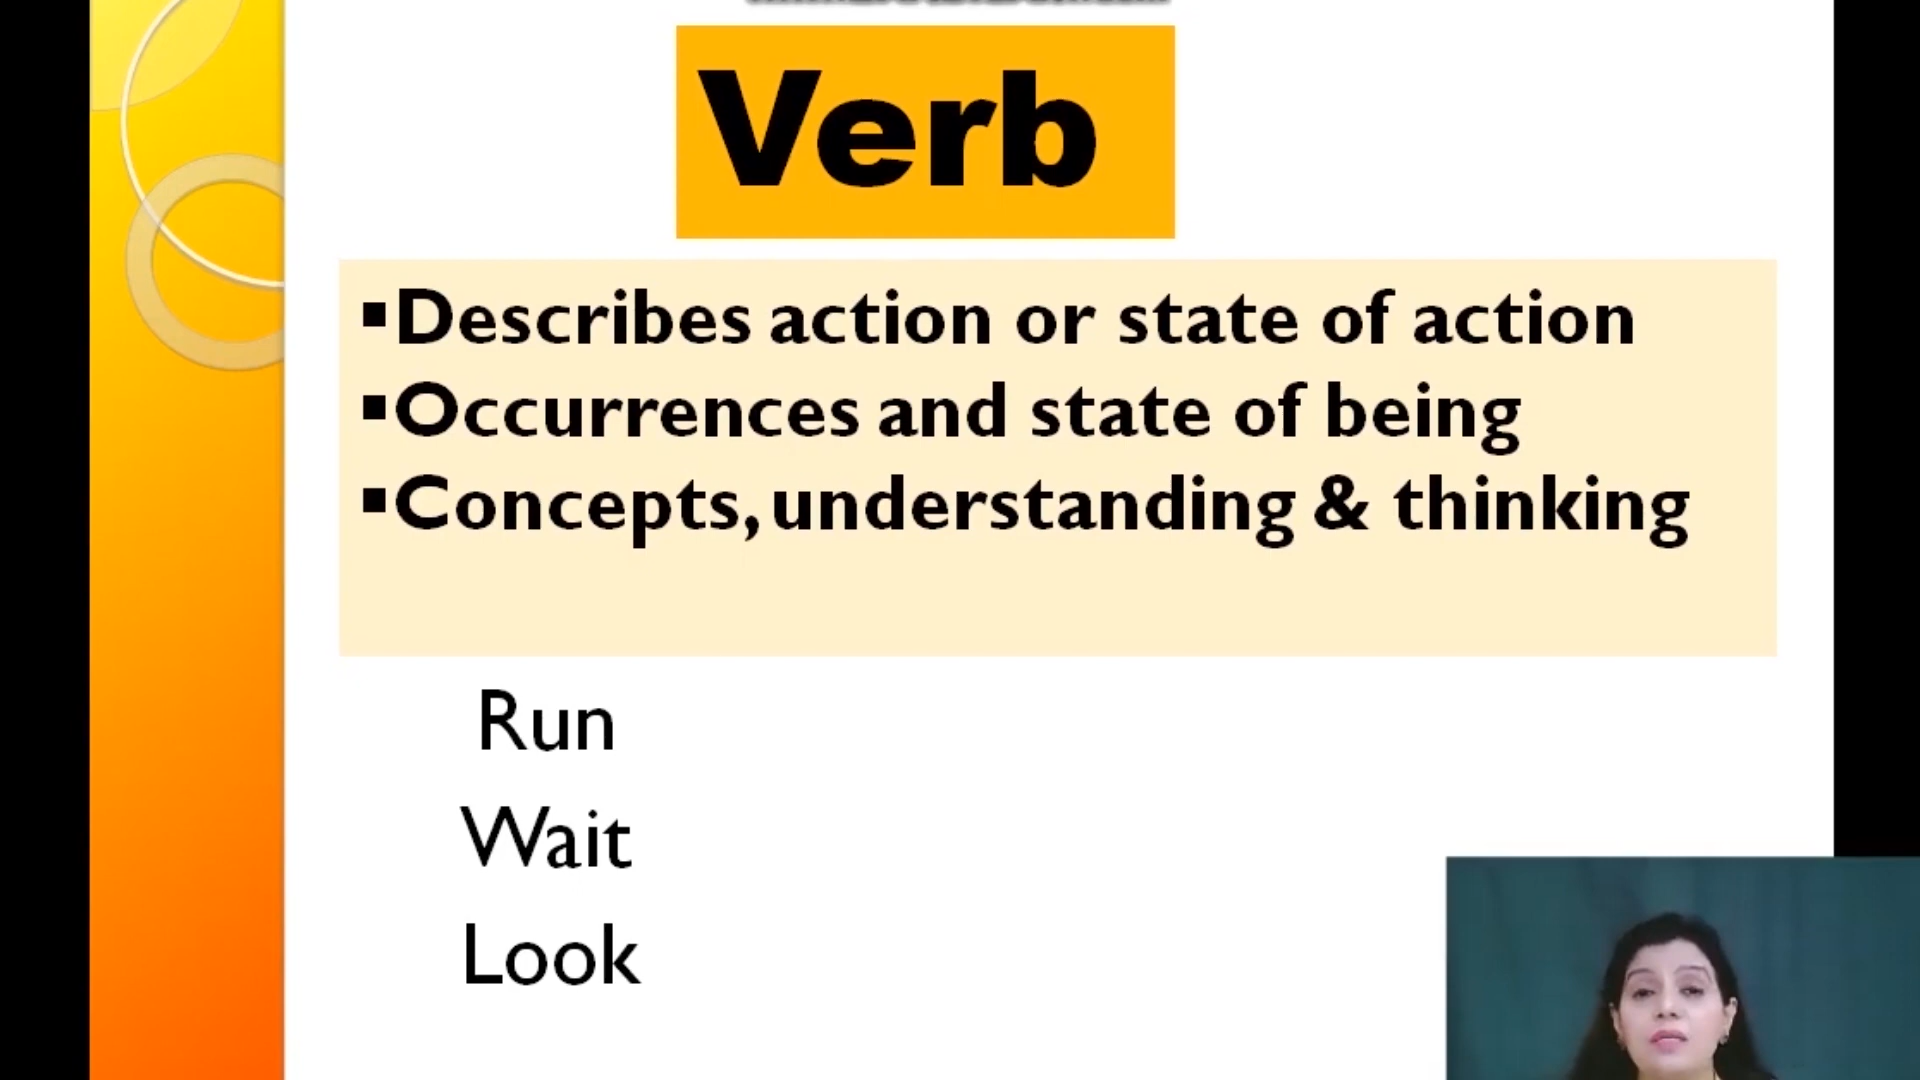 Verb
▪Describes action or state of action
▪Occurrences and state of being
▪Concepts, understanding & thinking
Run
Wait
Look